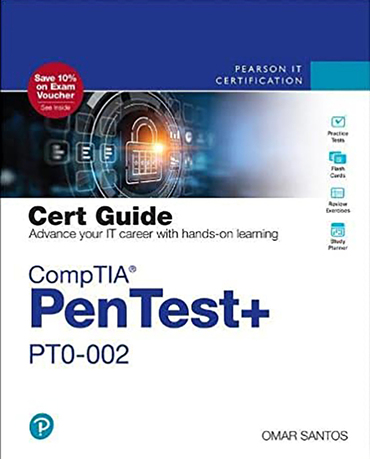 PEARSON IT
CERTIFICATION
Save 10%
on Exam
Voucher
See Inside
Practice
Tests
Flash
Cards
Review
Exercises
Study
Planner
Cert Guide
Advance your IT career with hands-on learning
CompTIA®
PenTest+
PT0-002
P
OMAR SANTOS